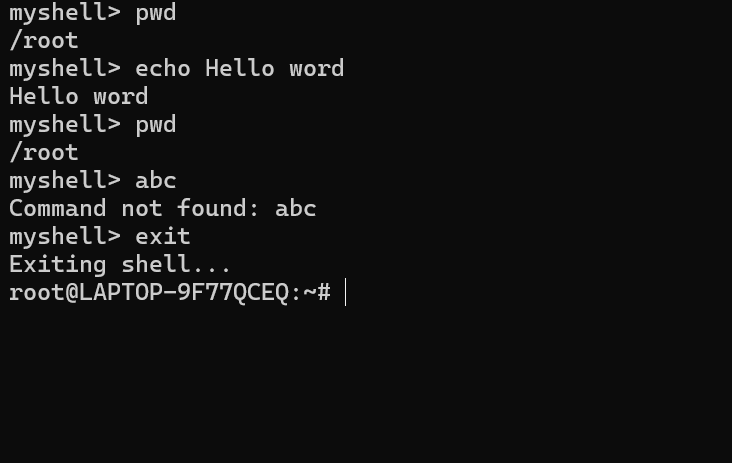 myshell> pwd
/root
myshell> echo Hello word
Hello word
myshell> pwd
/root
myshell> abc
Command not found: abc
myshell> exit
Exiting shell...
root@LAPTOP-9F77QCEQ:~#